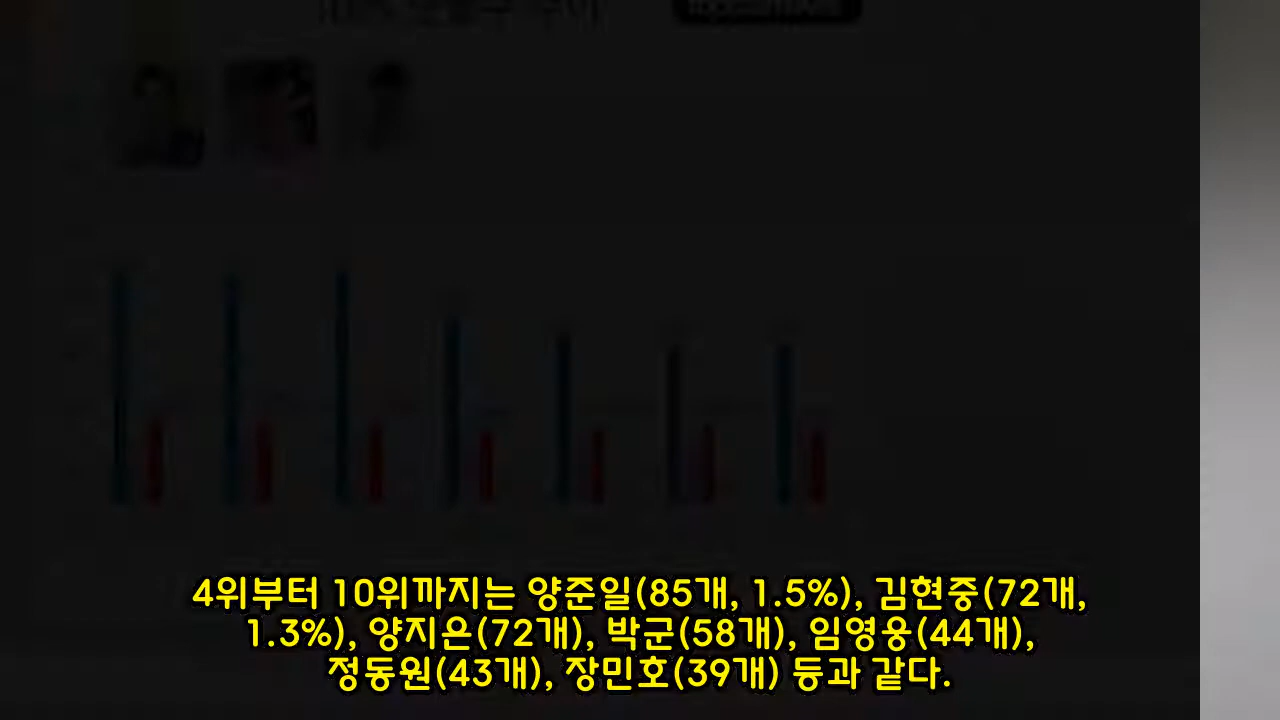 4위부터 10위까지는 양준일(85개, 1.5%), 김현중(72개,
1.3%), 양지은(72개), 박군(58개), 임영웅(44개),
정동원(43개), 장민호(39개) 등과 같다.